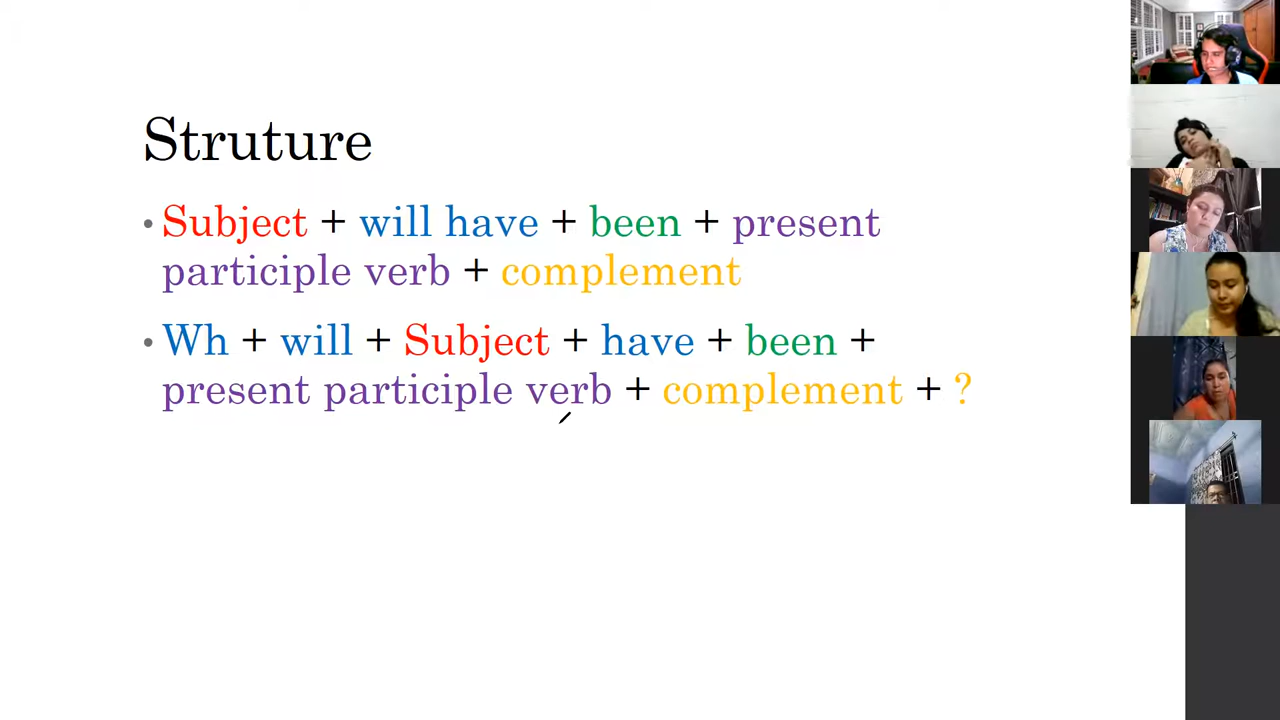 Struture
• Subject + will have + been + present
participle verb + complement
• Wh + will + Subject + have + been +
present participle verb + complement + ?